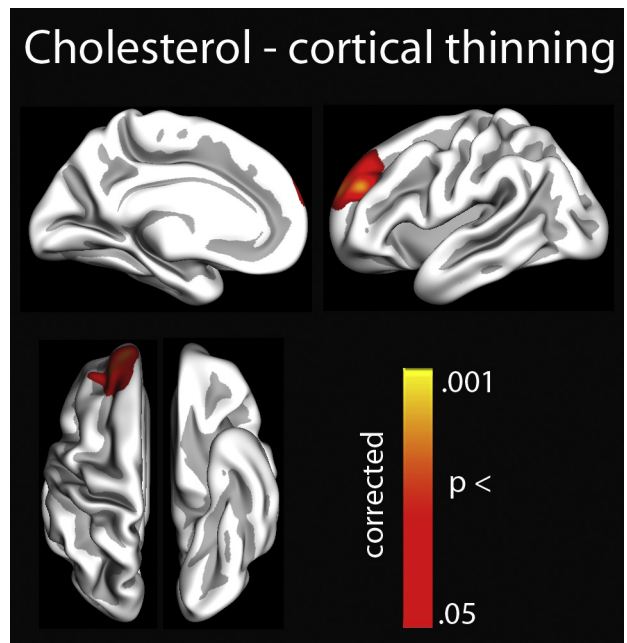 Cholesterol - cortical thinning
corrected
.001
p <
.05